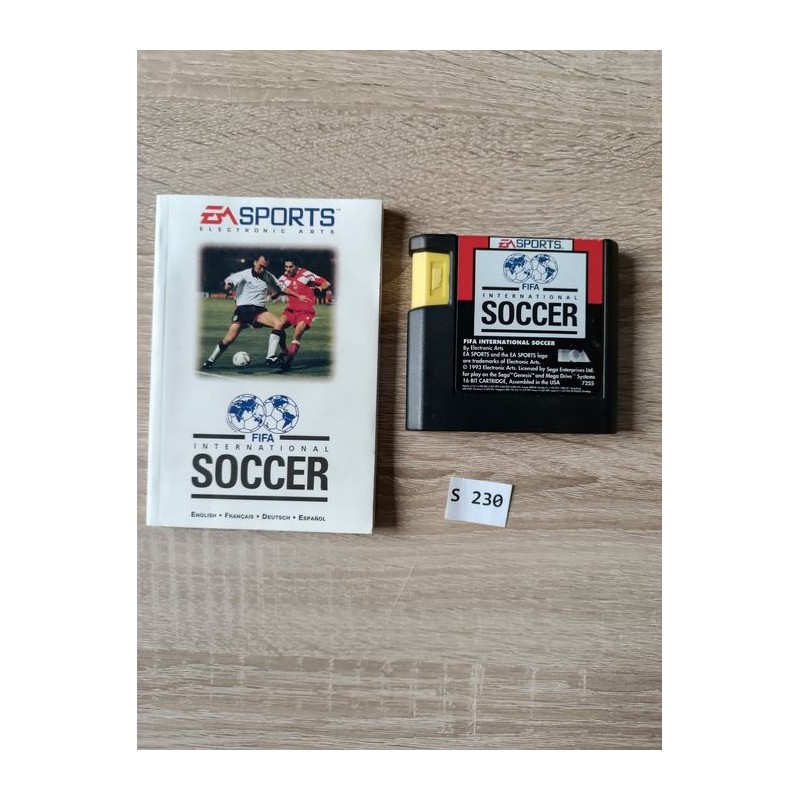 EA SPORTS™
ELECTRONIC ARTS
FIFA
INTERNATIONAL
SOCCER
ENGLISH • FRANÇAIS • DEUTSCH • ESPAÑOL
EA SPORTS™
FIFA
INTERNATIONAL
SOCCER
FIFA INTERNATIONAL SOCCER
By Electronic Arts
EA SPORTS and the EA SPORTS logo
are trademarks of Electronic Arts.
© 1993 Electronic Arts. Licensed by Sega Enterprises Ltd.
for play on the Sega™ Genesis™ and Mega Drive™ Systems
16-BIT CARTRIDGE, Assembled in the USA 7255
S 230